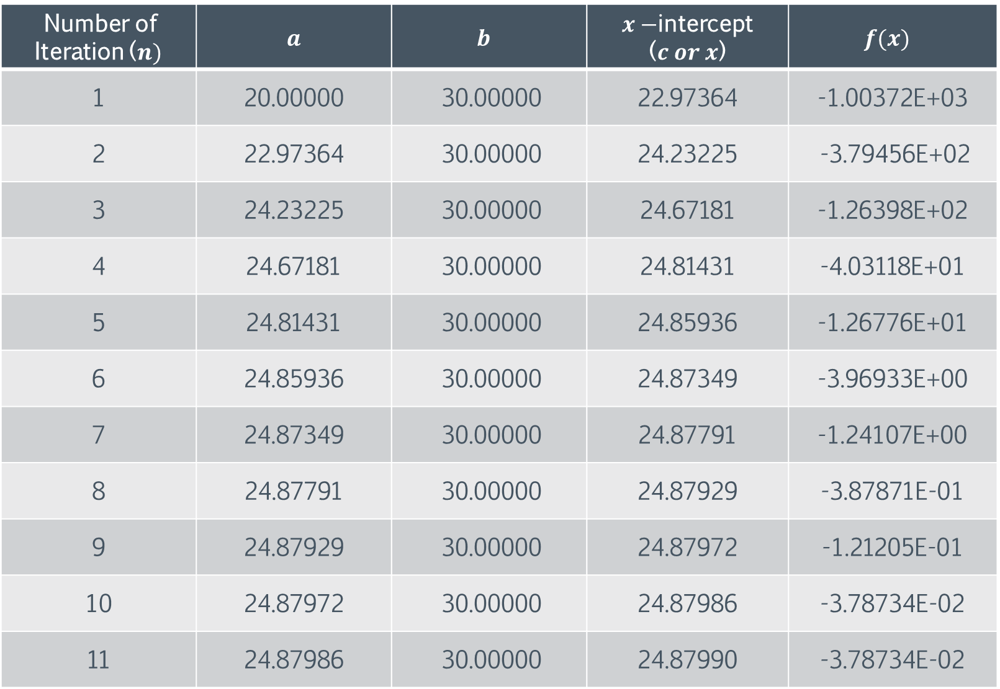 Number of Iteration (n) a b x −intercept (c or x) f(x)
1 20.00000 30.00000 22.97364 -1.00372E+03
2 22.97364 30.00000 24.23225 -3.79456E+02
3 24.23225 30.00000 24.67181 -1.26398E+02
4 24.67181 30.00000 24.81431 -4.03118E+01
5 24.81431 30.00000 24.85936 -1.26776E+01
6 24.85936 30.00000 24.87349 -3.96933E+00
7 24.87349 30.00000 24.87791 -1.24107E+00
8 24.87791 30.00000 24.87929 -3.87871E-01
9 24.87929 30.00000 24.87972 -1.21205E-01
10 24.87972 30.00000 24.87986 -3.78734E-02
11 24.87986 30.00000 24.87990 -3.78734E-02